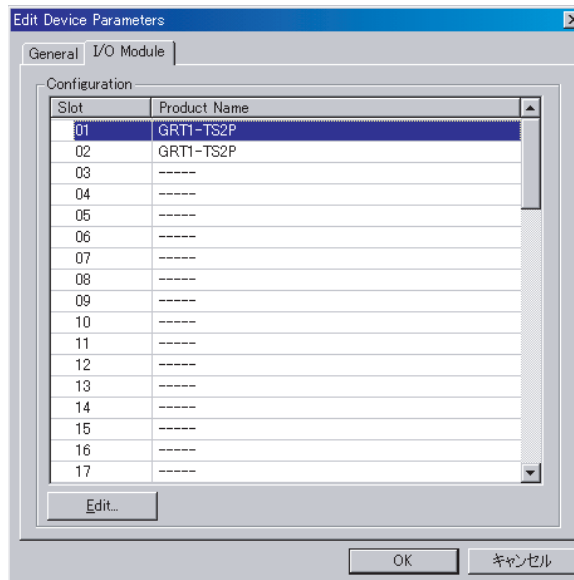 Edit Device Parameters
General I/O Module
Configuration
Slot Product Name
01 GRT1-TS2P
02 GRT1-TS2P
03 -----
04 -----
05 -----
06 -----
07 -----
08 -----
09 -----
10 -----
11 -----
12 -----
13 -----
14 -----
15 -----
16 -----
17 -----
Edit...
OK キャンセル